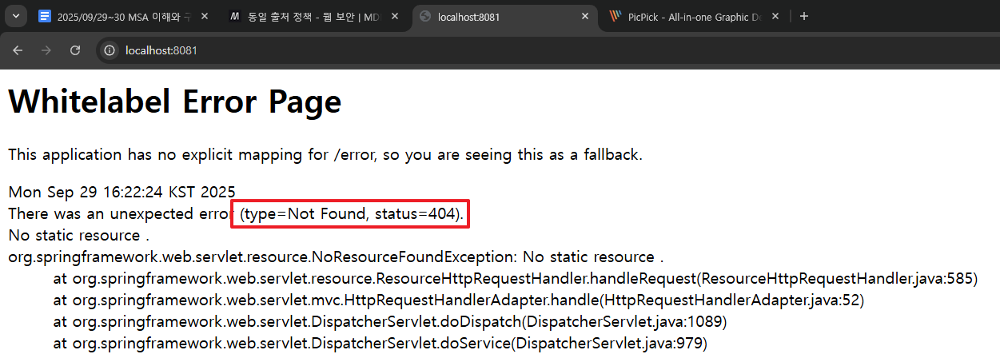 2025/09/29~30 MSA 이해와 구
동일 출처 정책 - 웹 보안 | MDN
localhost:8081
PicPick - All-in-one Graphic De
localhost:8081
Whitelabel Error Page
This application has no explicit mapping for /error, so you are seeing this as a fallback.
Mon Sep 29 16:22:24 KST 2025
There was an unexpected error (type=Not Found, status=404).
No static resource .
org.springframework.web.servlet.resource.NoResourceFoundException: No static resource .
at org.springframework.web.servlet.resource.ResourceHttpRequestHandler.handleRequest(ResourceHttpRequestHandler.java:585)
at org.springframework.web.servlet.mvc.HttpRequestHandlerAdapter.handle(HttpRequestHandlerAdapter.java:52)
at org.springframework.web.servlet.DispatcherServlet.doDispatch(DispatcherServlet.java:1089)
at org.springframework.web.servlet.DispatcherServlet.doService(DispatcherServlet.java:979)